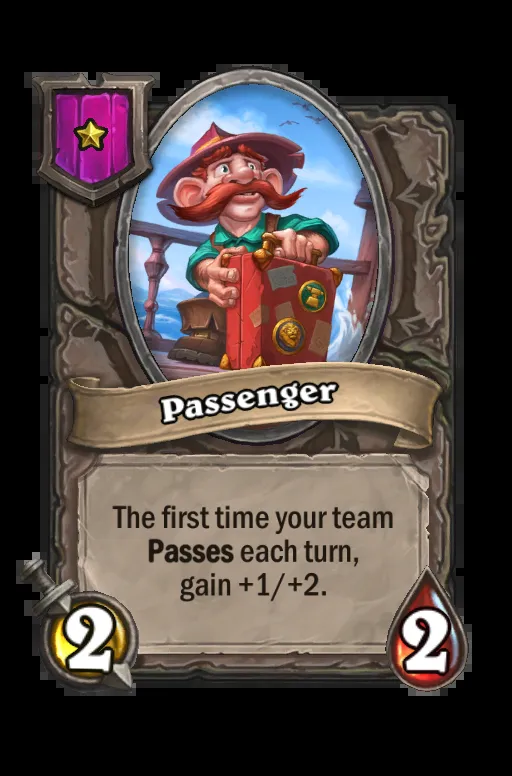 Passenger
The first time your team
Passes each turn,
gain +1/+2.
2 2